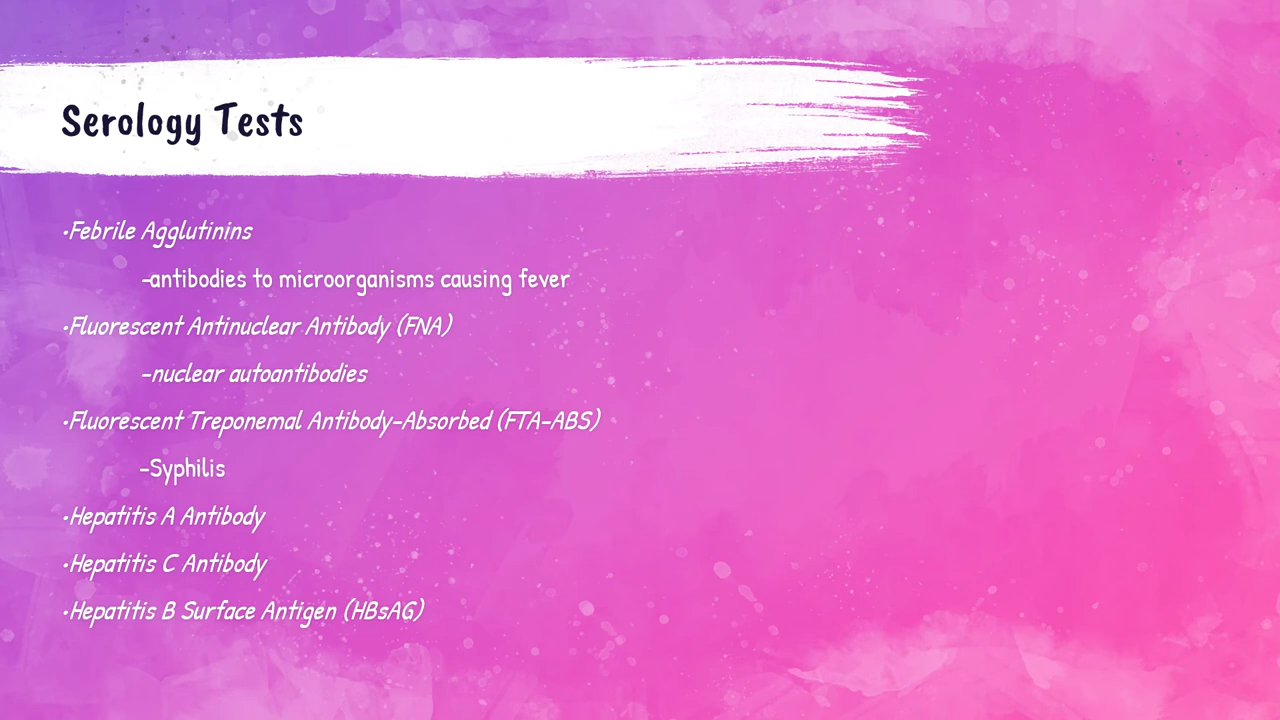 Serology Tests
•Febrile Agglutinins
-antibodies to microorganisms causing fever
•Fluorescent Antinuclear Antibody (FNA)
-nuclear autoantibodies
•Fluorescent Treponemal Antibody-Absorbed (FTA-ABS)
-Syphilis
•Hepatitis A Antibody
•Hepatitis C Antibody
•Hepatitis B Surface Antigen (HBsAG)